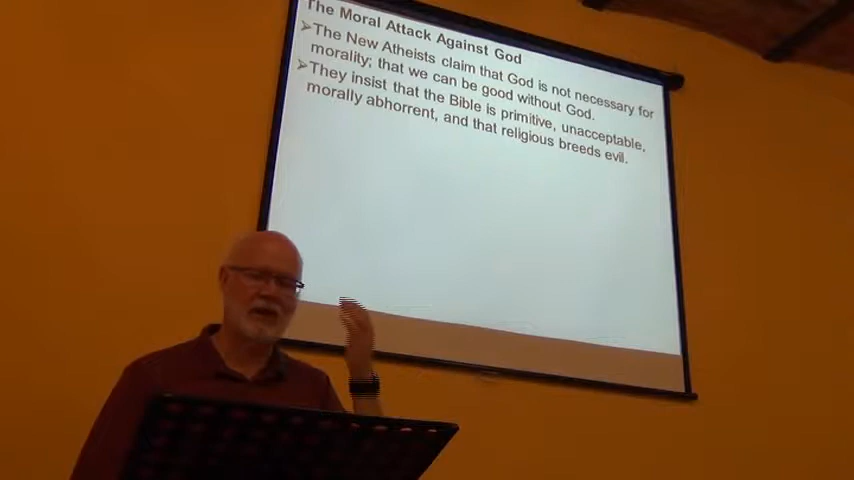 The Moral Attack Against God
➢The New Atheists claim that God is not necessary for
morality; that we can be good without God.
➢They insist that the Bible is primitive, unacceptable,
morally abhorrent, and that religious breeds evil.